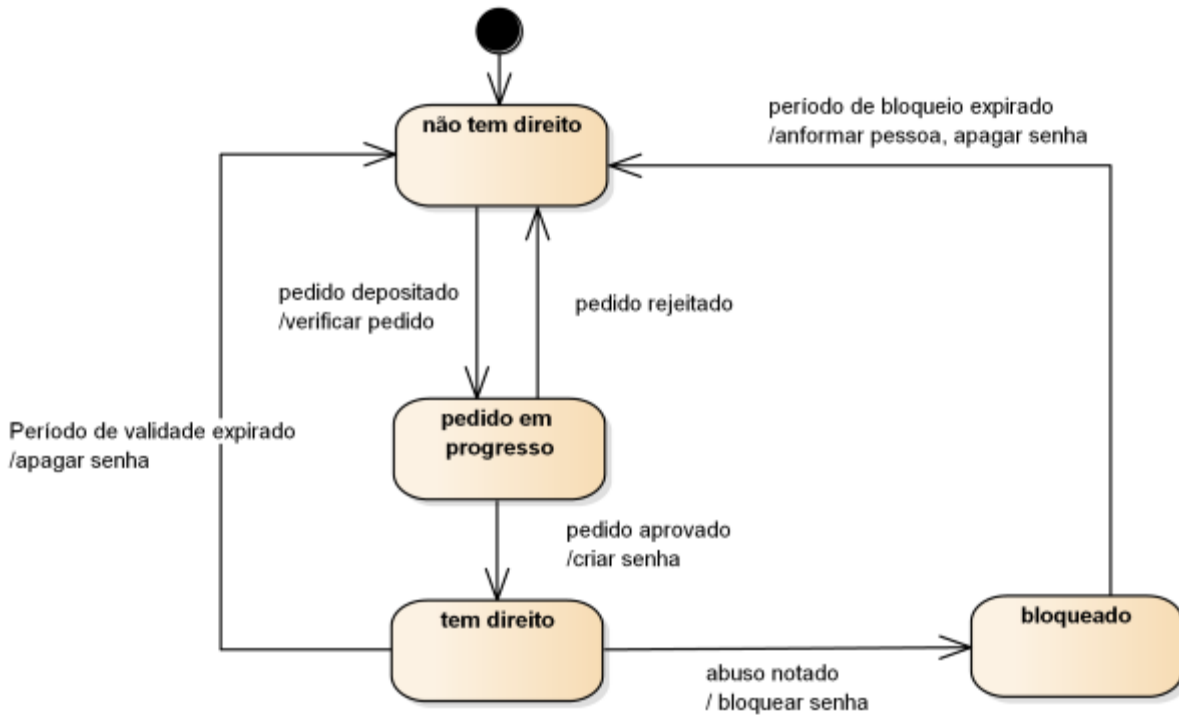 não tem direito
período de bloqueio expirado
/anformar pessoa, apagar senha
pedido depositado
/verificar pedido
pedido rejeitado
pedido em
progresso
Período de validade expirado
/apagar senha
pedido aprovado
/criar senha
tem direito
bloqueado
abuso notado
/ bloquear senha